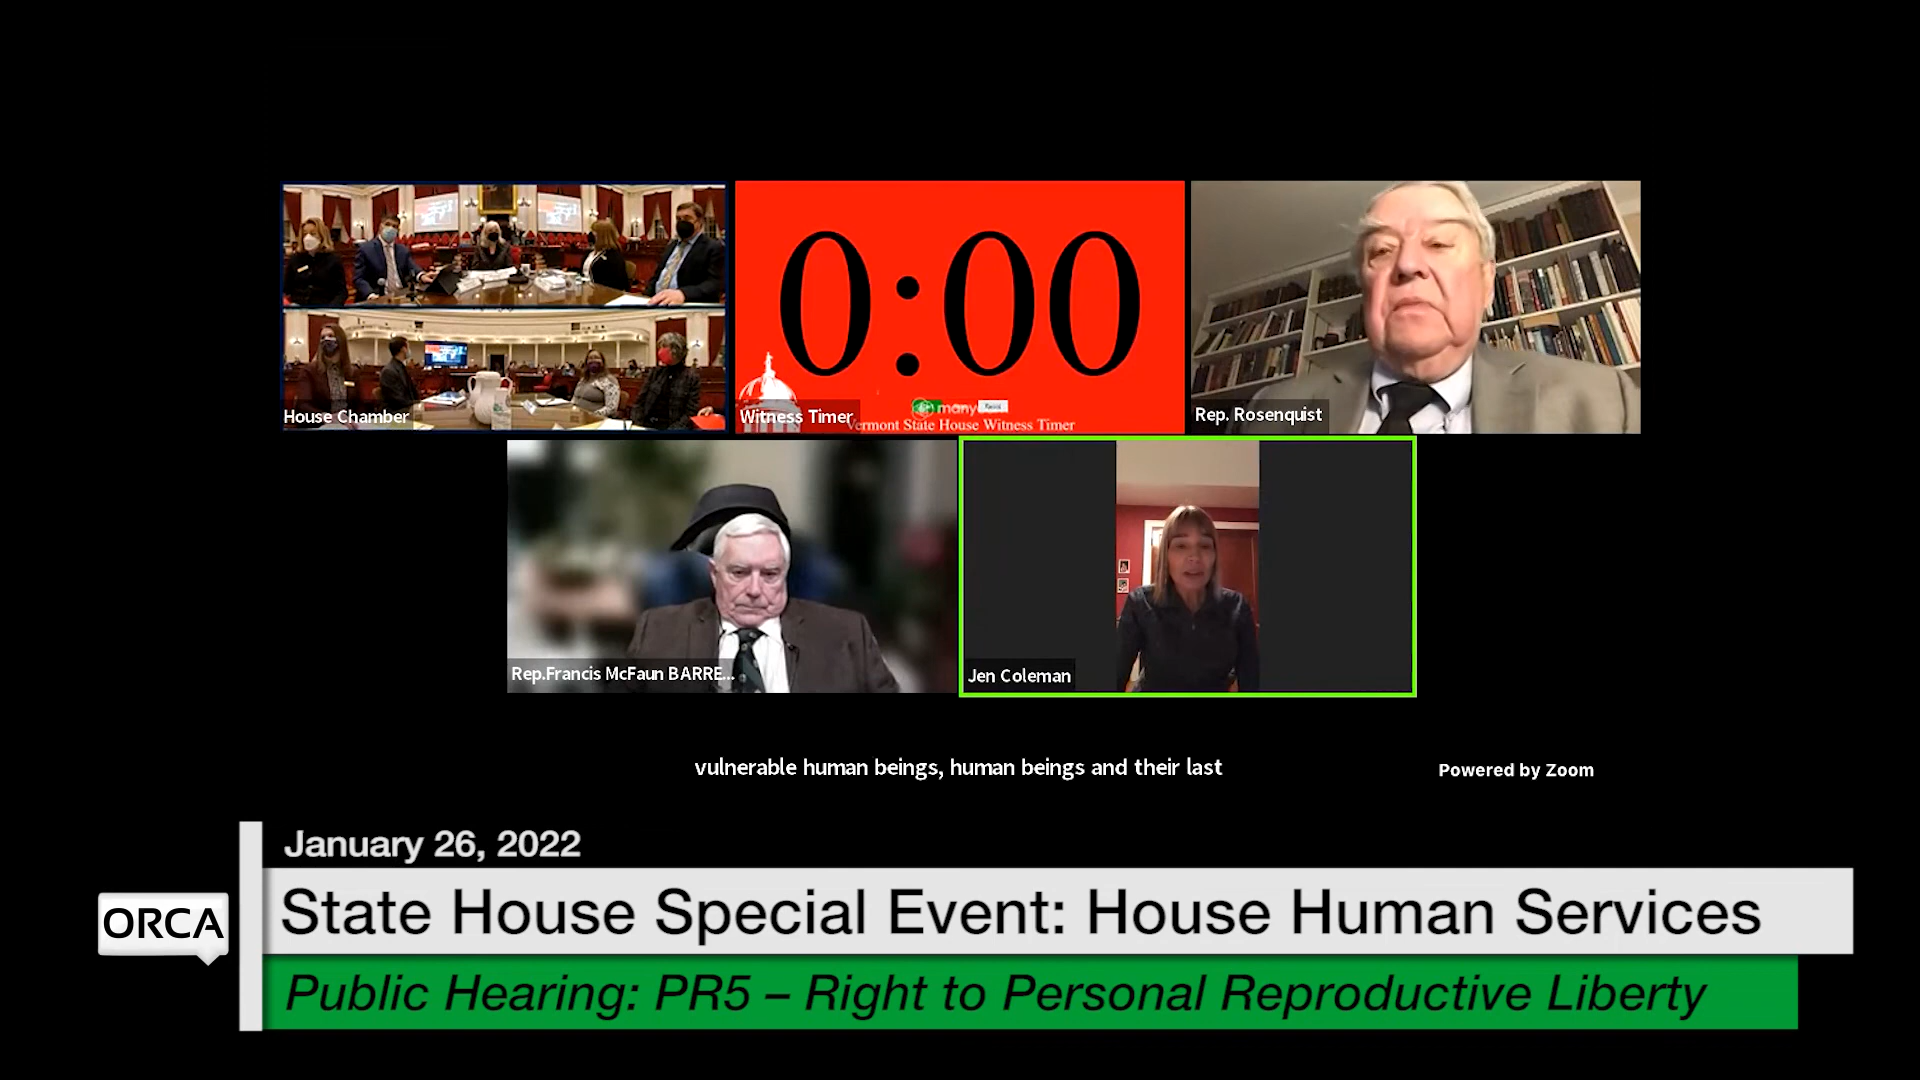 0:00
House Chamber
Witness Timer
many
Vermont State House Witness Timer
Rep. Rosenquist
Rep.Francis McFaun BARRE...
Jen Coleman
vulnerable human beings, human beings and their last
Powered by Zoom
January 26, 2022
ORCA
State House Special Event: House Human Services
Public Hearing: PR5 – Right to Personal Reproductive Liberty